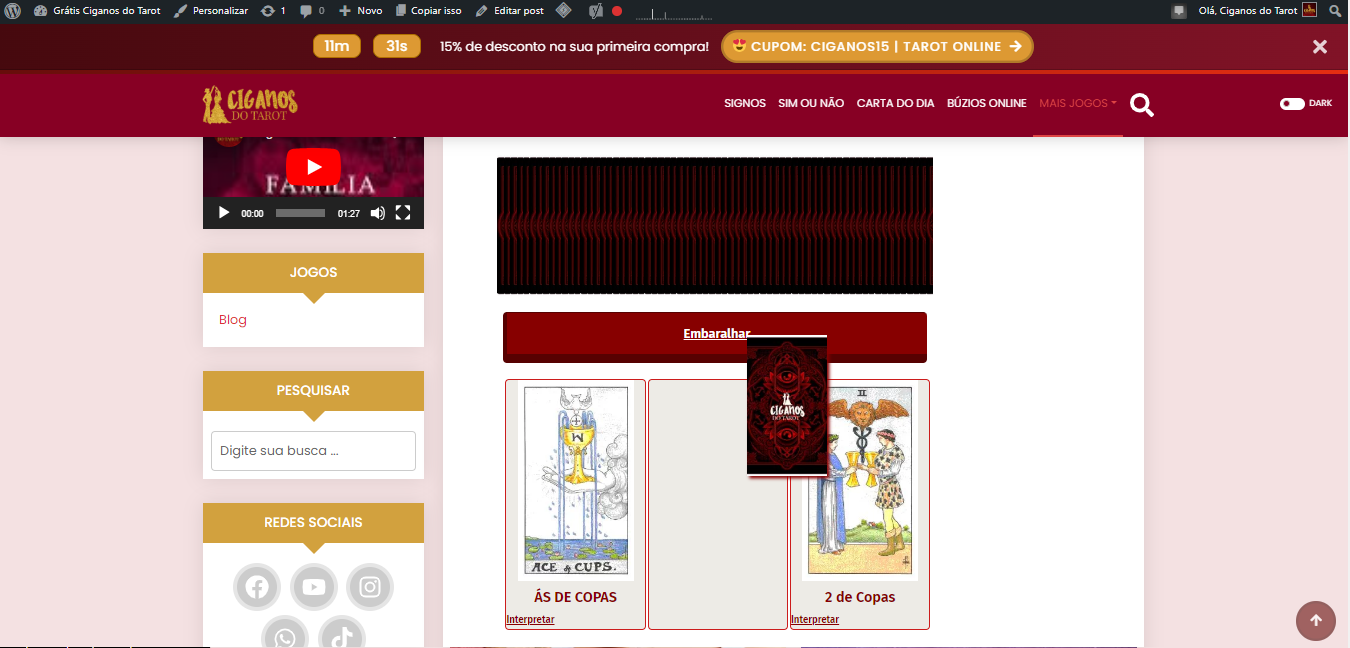 Grátis Ciganos do Tarot Personalizar 1 0 Novo Copiar isso Editar post Olá, Ciganos do Tarot
11m 31s 15% de desconto na sua primeira compra! CUPOM: CIGANOS15 | TAROT ONLINE
CIGANOS
DO TAROT
SIGNOS SIM OU NÃO CARTA DO DIA BÚZIOS ONLINE MAIS JOGOS DARK
FAMILIA
00:00 01:27
JOGOS
Blog
PESQUISAR
Digite sua busca ...
REDES SOCIAIS
Embaralhar
CIGANOS
DO TAROT
II
ACE of CUPS.
ÁS DE COPAS
Interpretar
2 de Copas
Interpretar